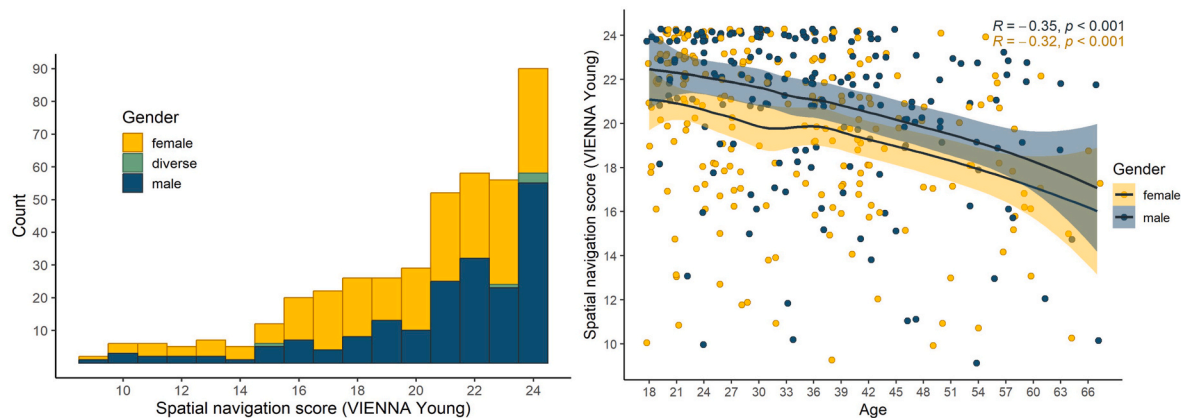 90
80
70
60
50
40
30
20
10
Count
Gender
female
diverse
male
10 12 14 16 18 20 22 24
Spatial navigation score (VIENNA Young)
R = −0.35, p < 0.001
R = −0.32, p < 0.001
24
22
20
18
16
14
12
10
Spatial navigation score (VIENNA Young)
Gender
female
male
18 21 24 27 30 33 36 39 42 45 48 51 54 57 60 63 66
Age